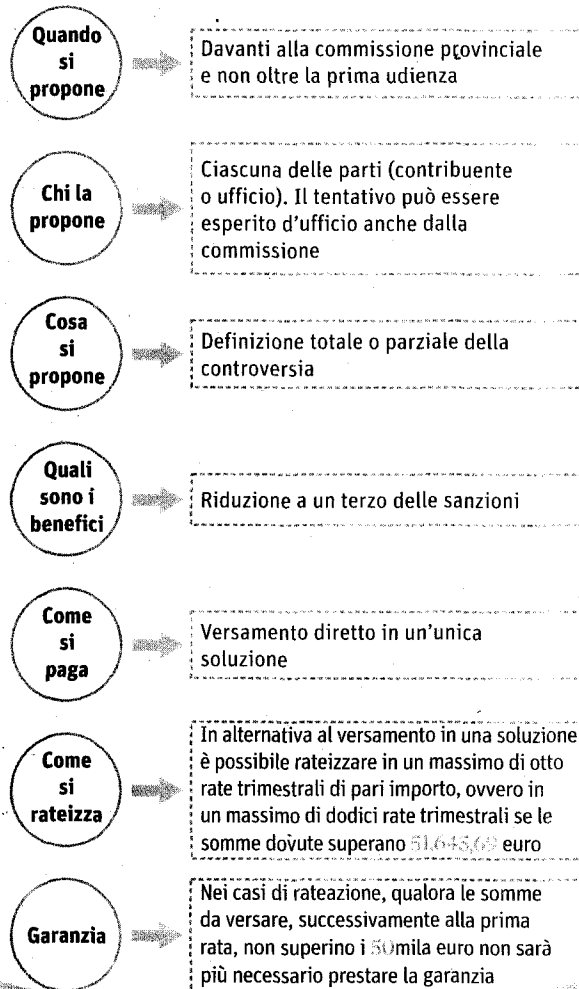 Quando
si
propone
Davanti alla commissione provinciale
e non oltre la prima udienza
Chi la
propone
Ciascuna delle parti (contribuente
o ufficio). Il tentativo può essere
esperito d'ufficio anche dalla
commissione
Cosa
si
propone
Definizione totale o parziale della
controversia
Quali
sono i
benefici
Riduzione a un terzo delle sanzioni
Come
si
paga
Versamento diretto in un'unica
soluzione
Come
si
rateizza
In alternativa al versamento in una soluzione
è possibile rateizzare in un massimo di otto
rate trimestrali di pari importo, ovvero in
un massimo di dodici rate trimestrali se le
somme dovute superano 51.645,69 euro
Garanzia
Nei casi di rateazione, qualora le somme
da versare, successivamente alla prima
rata, non superino i 50mila euro non sarà
più necessario prestare la garanzia